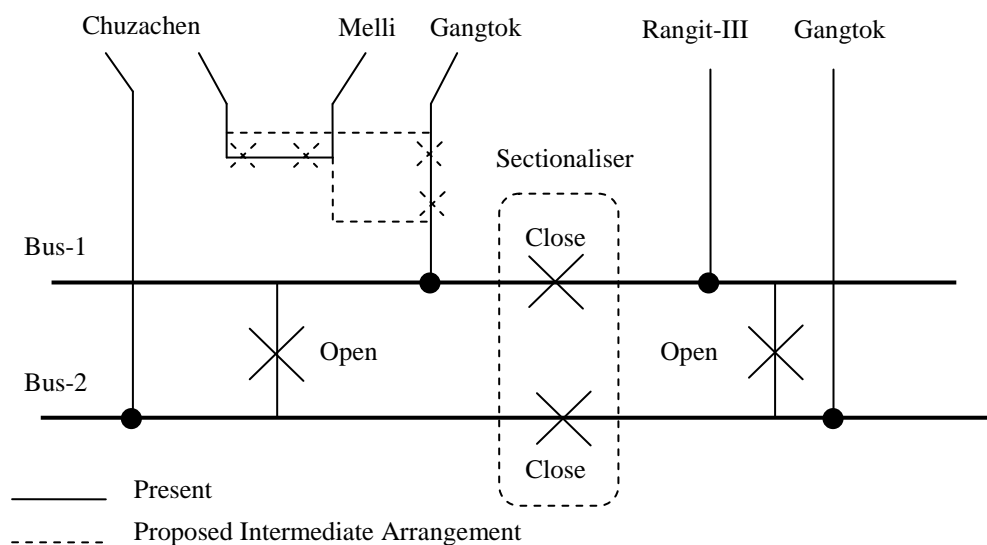 Chuzachen Melli Gangtok Rangit-III Gangtok
Sectionaliser
Close
Bus-1
Open Open
Bus-2
Close
Present
Proposed Intermediate Arrangement